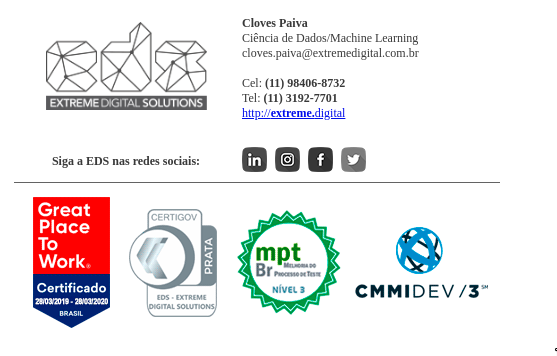 eds
EXTREME DIGITAL SOLUTIONS
Cloves Paiva
Ciência de Dados/Machine Learning
cloves.paiva@extremedigital.com.br
Cel: (11) 98406-8732
Tel: (11) 3192-7701
http://extreme.digital
Siga a EDS nas redes sociais:
in
f
Great
Place
To
Work®
Certificado
28/03/2019 - 28/03/2020
BRASIL
CERTIGOV
PRATA
EDS - EXTREME
DIGITAL SOLUTIONS
mpt
Br
MELHORIA DO
PROCESSO DE TESTE
NÍVEL 3
CMMIDEV/3℠